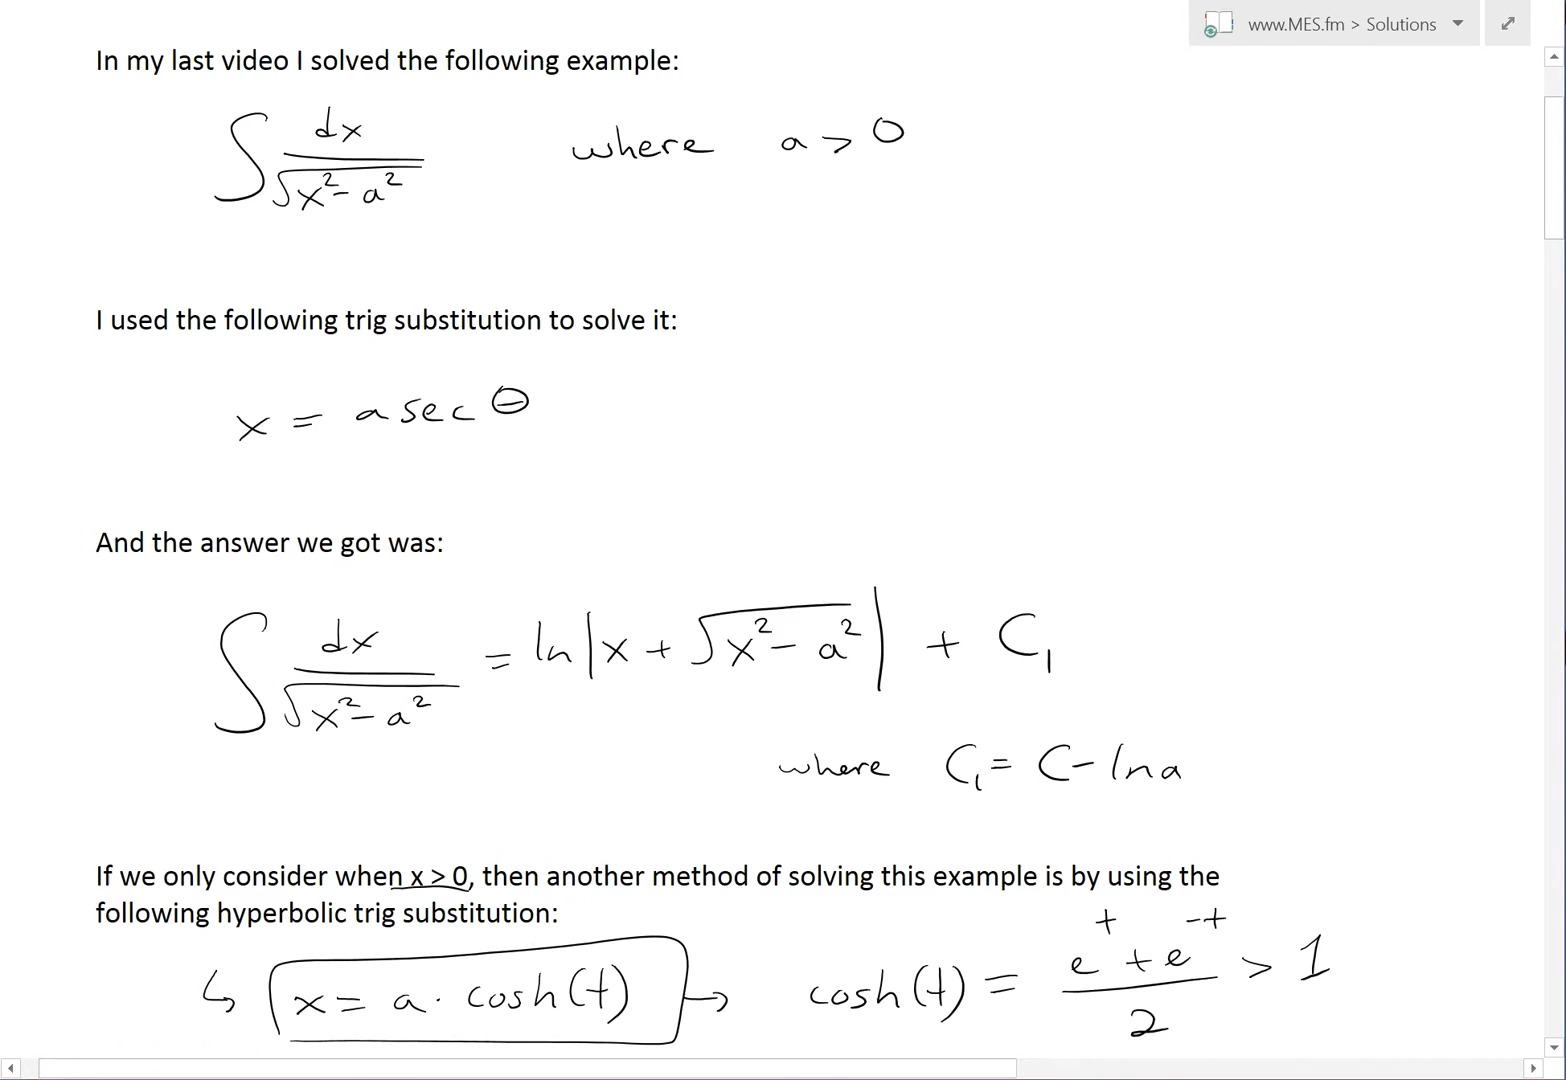 www.MES.fm > Solutions
In my last video I solved the following example:
∫ dx / √(x² - a²) where a > 0
I used the following trig substitution to solve it:
x = a sec θ
And the answer we got was:
∫ dx / √(x² - a²) = ln|x + √(x² - a²)| + C₁
where C₁ = C - ln a
If we only consider when x > 0, then another method of solving this example is by using the
following hyperbolic trig substitution:
↳ x = a · cosh(t) → cosh(t) = (e^t + e^-t) / 2 > 1